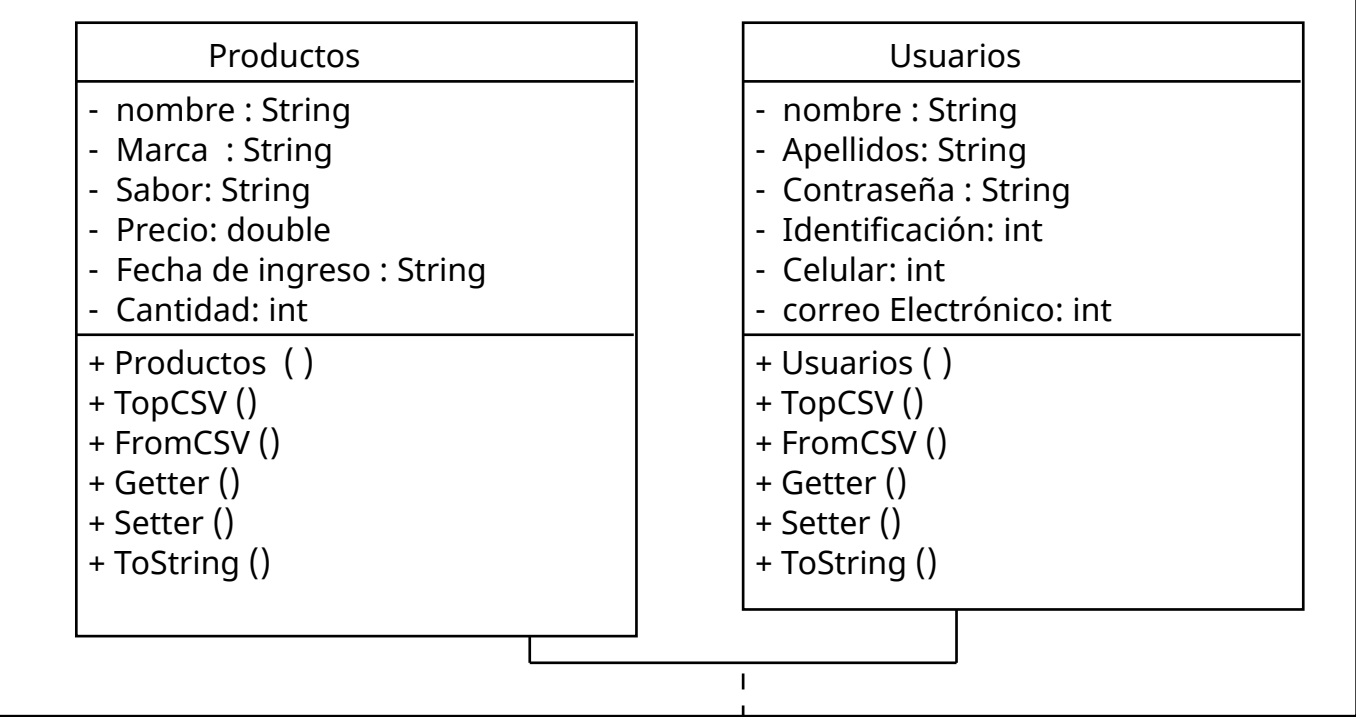 Productos
- nombre : String
- Marca  : String
- Sabor: String
- Precio: double
- Fecha de ingreso : String
- Cantidad: int
+ Productos  ( )
+ TopCSV ()
+ FromCSV ()
+ Getter ()
+ Setter ()
+ ToString ()
Usuarios
- nombre : String
- Apellidos: String
- Contraseña : String
- Identificación: int
- Celular: int
- correo Electrónico: int
+ Usuarios ( )
+ TopCSV ()
+ FromCSV ()
+ Getter ()
+ Setter ()
+ ToString ()